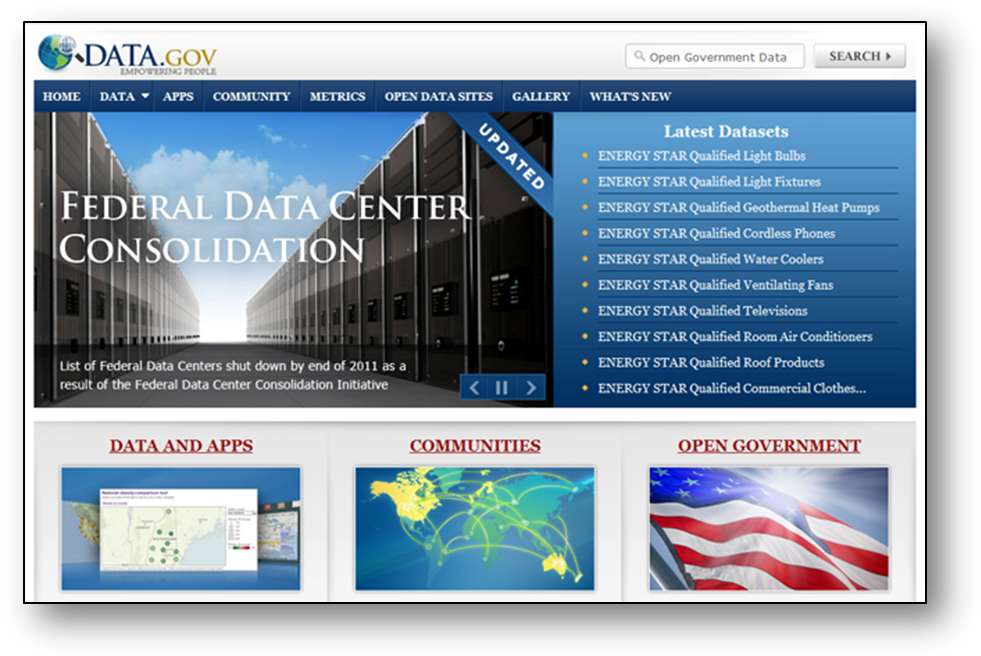 DATA.GOV
EMPOWERING PEOPLE
Open Government Data
SEARCH
HOME DATA APPS COMMUNITY METRICS OPEN DATA SITES GALLERY WHAT'S NEW
FEDERAL DATA CENTER
CONSOLIDATION
UPDATED
List of Federal Data Centers shut down by end of 2011 as a
result of the Federal Data Center Consolidation Initiative
Latest Datasets
ENERGY STAR Qualified Light Bulbs
ENERGY STAR Qualified Light Fixtures
ENERGY STAR Qualified Geothermal Heat Pumps
ENERGY STAR Qualified Cordless Phones
ENERGY STAR Qualified Water Coolers
ENERGY STAR Qualified Ventilating Fans
ENERGY STAR Qualified Televisions
ENERGY STAR Qualified Room Air Conditioners
ENERGY STAR Qualified Roof Products
ENERGY STAR Qualified Commercial Clothes...
DATA AND APPS
COMMUNITIES
OPEN GOVERNMENT
National obesity comparison tool